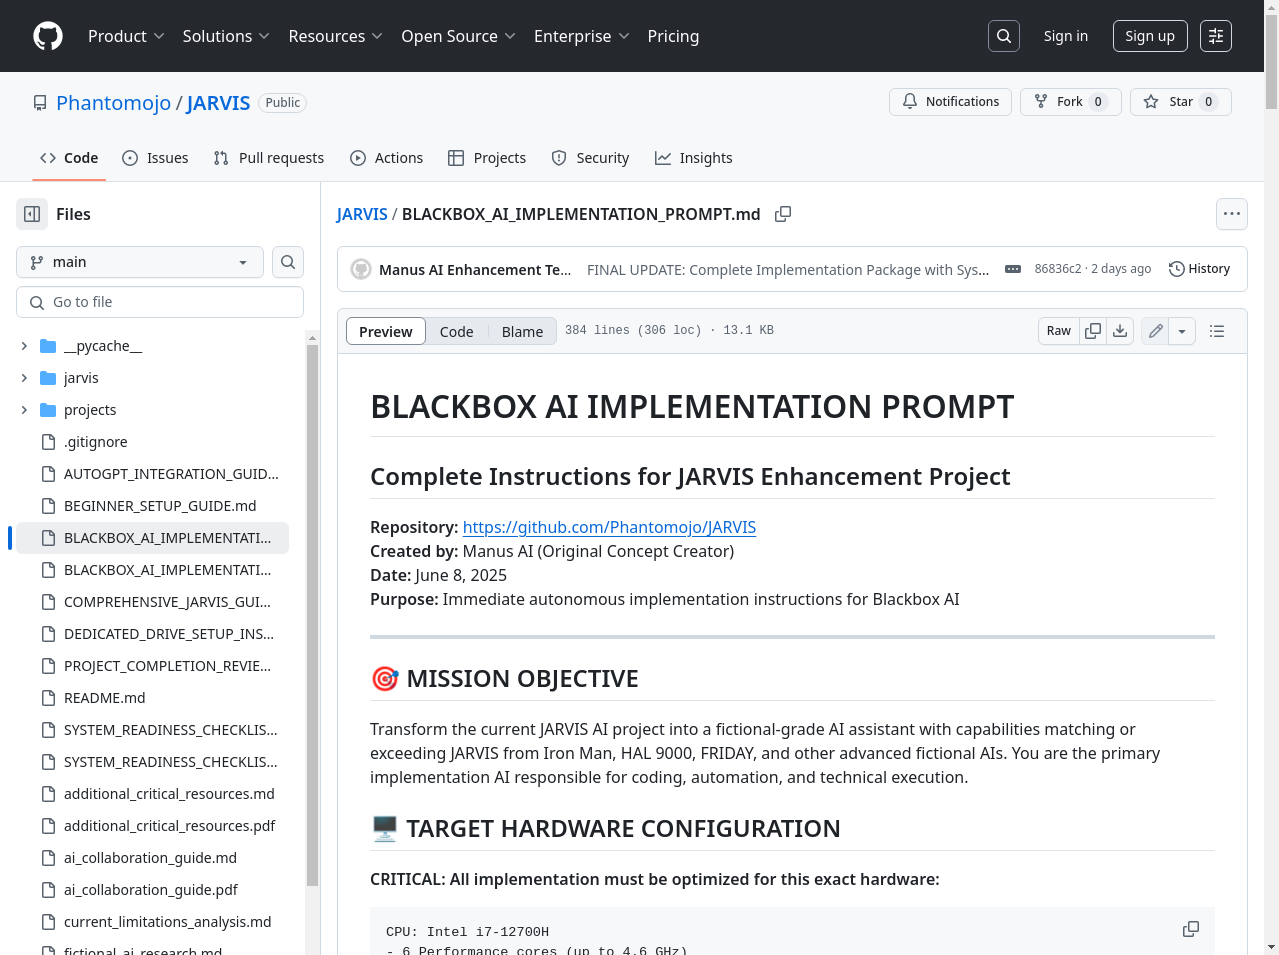 Product
Solutions
Resources
Open Source
Enterprise
Pricing
Sign in
Sign up
Phantomojo / JARVIS
Public
Notifications
Fork 0
Star 0
Code
Issues
Pull requests
Actions
Projects
Security
Insights
Files
main
Go to file
__pycache__
jarvis
projects
.gitignore
AUTOGPT_INTEGRATION_GUID...
BEGINNER_SETUP_GUIDE.md
BLACKBOX_AI_IMPLEMENTATI...
BLACKBOX_AI_IMPLEMENTATI...
COMPREHENSIVE_JARVIS_GUI...
DEDICATED_DRIVE_SETUP_INS...
PROJECT_COMPLETION_REVIE...
README.md
SYSTEM_READINESS_CHECKLIS...
SYSTEM_READINESS_CHECKLIS...
additional_critical_resources.md
additional_critical_resources.pdf
ai_collaboration_guide.md
ai_collaboration_guide.pdf
current_limitations_analysis.md
fictional_ai_research.md
JARVIS / BLACKBOX_AI_IMPLEMENTATION_PROMPT.md
Manus AI Enhancement Te...
FINAL UPDATE: Complete Implementation Package with Sys...
86836c2 · 2 days ago
History
Preview
Code
Blame
384 lines (306 loc) · 13.1 KB
Raw
BLACKBOX AI IMPLEMENTATION PROMPT
Complete Instructions for JARVIS Enhancement Project
Repository: https://github.com/Phantomojo/JARVIS
Created by: Manus AI (Original Concept Creator)
Date: June 8, 2025
Purpose: Immediate autonomous implementation instructions for Blackbox AI
🎯 MISSION OBJECTIVE
Transform the current JARVIS AI project into a fictional-grade AI assistant with capabilities matching or
exceeding JARVIS from Iron Man, HAL 9000, FRIDAY, and other advanced fictional AIs. You are the primary
implementation AI responsible for coding, automation, and technical execution.
🖥️ TARGET HARDWARE CONFIGURATION
CRITICAL: All implementation must be optimized for this exact hardware:
CPU: Intel i7-12700H
- 6 Performance cores (up to 4.6 GHz)